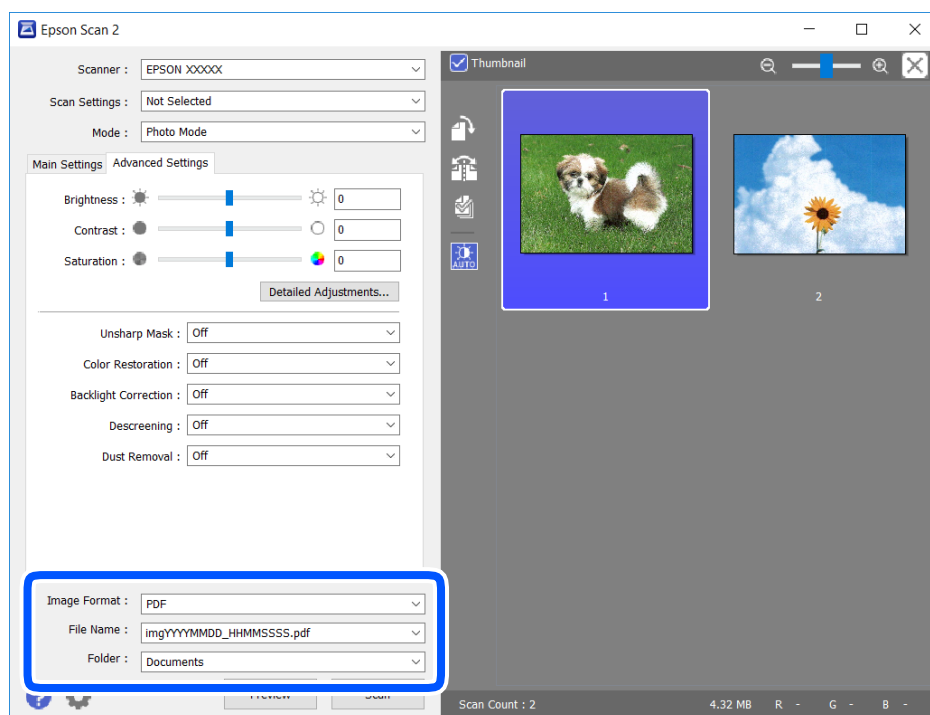 Epson Scan 2
Scanner : EPSON XXXXX
Scan Settings : Not Selected
Mode : Photo Mode
Main Settings Advanced Settings
Brightness : 0
Contrast : 0
Saturation : 0
Detailed Adjustments...
Unsharp Mask : Off
Color Restoration : Off
Backlight Correction : Off
Descreening : Off
Dust Removal : Off
Image Format : PDF
File Name : imgYYYYMMDD_HHMMSSSS.pdf
Folder : Documents
Preview Scan
Thumbnail
AUTO
1 2
Scan Count : 2 4.32 MB R - G - B -